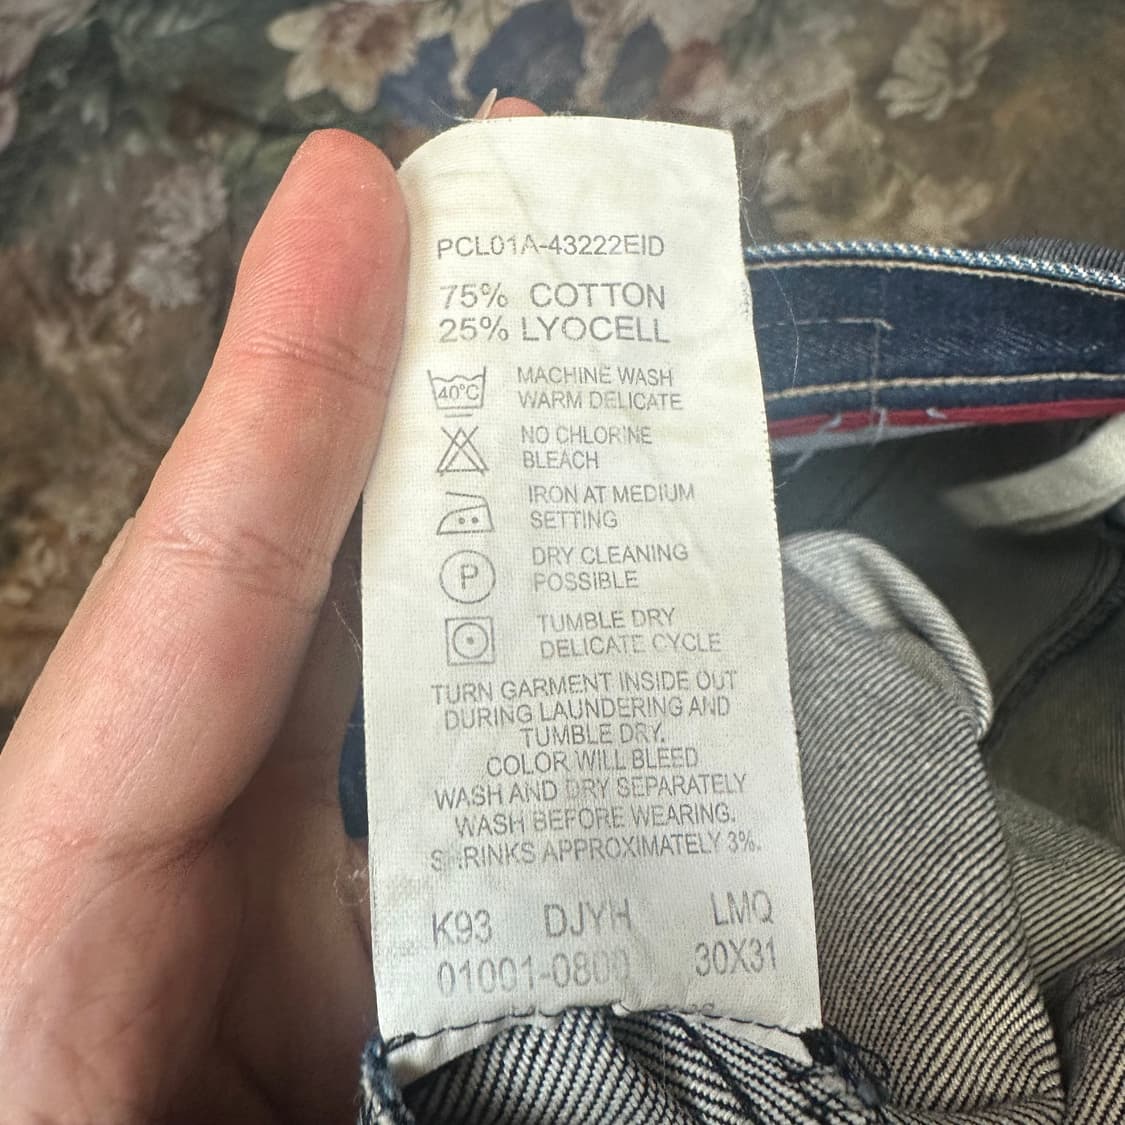 PCL01A-43222EID
75% COTTON
25% LYOCELL
40°C
MACHINE WASH
WARM DELICATE
NO CHLORINE
BLEACH
IRON AT MEDIUM
SETTING
P
DRY CLEANING
POSSIBLE
TUMBLE DRY
DELICATE CYCLE
TURN GARMENT INSIDE OUT
DURING LAUNDERING AND
TUMBLE DRY.
COLOR WILL BLEED
WASH AND DRY SEPARATELY
WASH BEFORE WEARING.
SHRINKS APPROXIMATELY 3%.
K93 DJYH LMQ
01001-0800 30X31